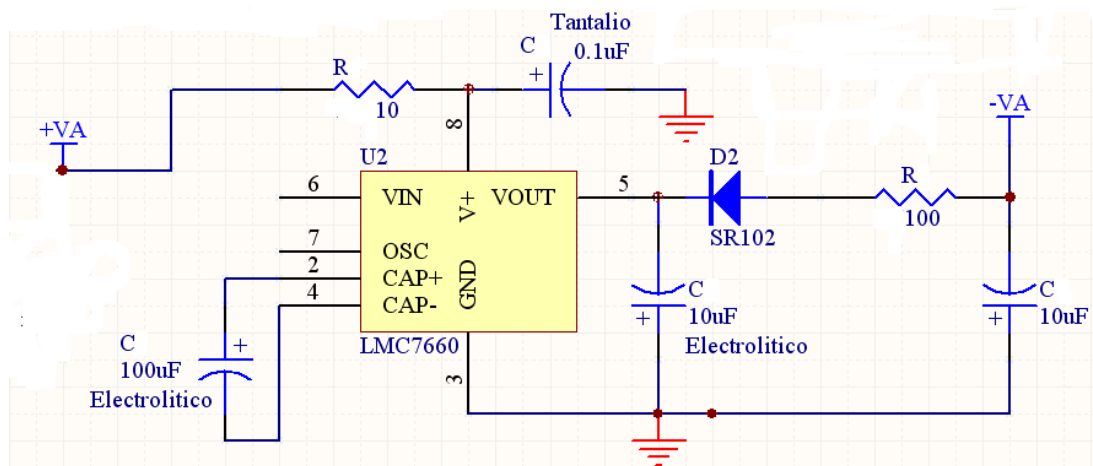 Tantalio
C
0.1uF
+
R
10
+VA
8
-VA
U2
D2
R
6
VIN
V+
VOUT
5
100
SR102
7
OSC
2
CAP+
4
CAP-
GND
C
10uF
Electrolitico
+
C
10uF
+
LMC7660
C
100uF
Electrolitico
+
3